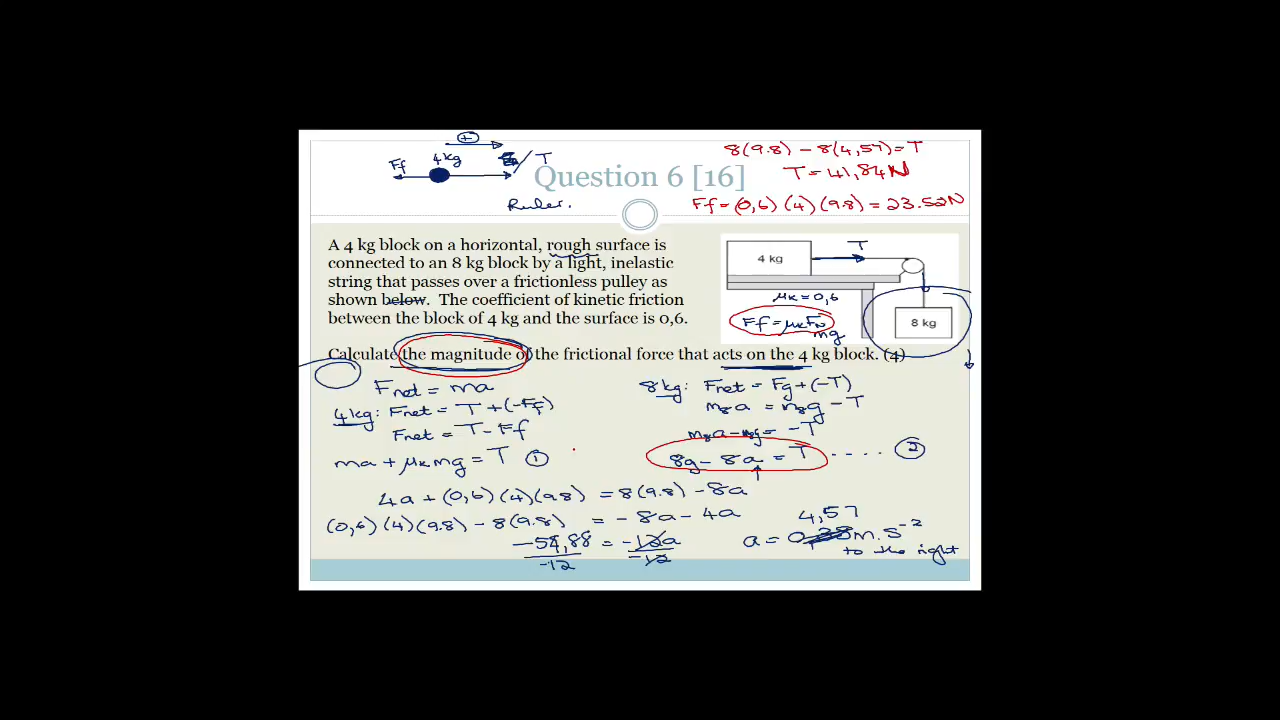 +
Ff 4kg T
Ruler.
Question 6 [16]
8(9.8) - 8(4,57) = T
T = 41,84N
Ff = (0,6)(4)(9.8) = 23.52N
A 4 kg block on a horizontal, rough surface is
connected to an 8 kg block by a light, inelastic
string that passes over a frictionless pulley as
shown below. The coefficient of kinetic friction
between the block of 4 kg and the surface is 0,6.
T
4 kg
μk = 0,6
Ff = μkFN
mg
8 kg
Calculate the magnitude of the frictional force that acts on the 4 kg block. (4)
Fnet = ma
4kg: Fnet = T + (-Ff)
Fnet = T - Ff
ma + μkmg = T ①
8kg: Fnet = Fg + (-T)
m8a = m8g - T
m8a - m8g = -T
8g - 8a = T .... ②
4a + (0,6)(4)(9.8) = 8(9.8) - 8a
(0,6)(4)(9.8) - 8(9.8) = -8a - 4a
-54,88 = -12a
-12 -12
4,57
a = m.s-2
to the right